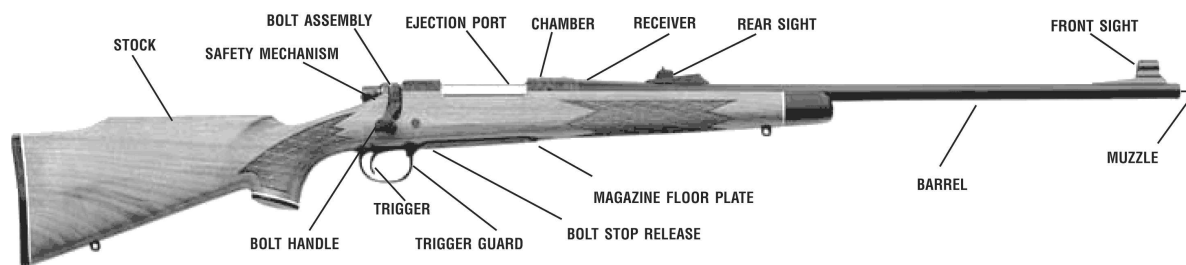 BOLT ASSEMBLY
EJECTION PORT
CHAMBER
RECEIVER
REAR SIGHT
FRONT SIGHT
STOCK
SAFETY MECHANISM
MUZZLE
BARREL
MAGAZINE FLOOR PLATE
TRIGGER
BOLT STOP RELEASE
BOLT HANDLE
TRIGGER GUARD